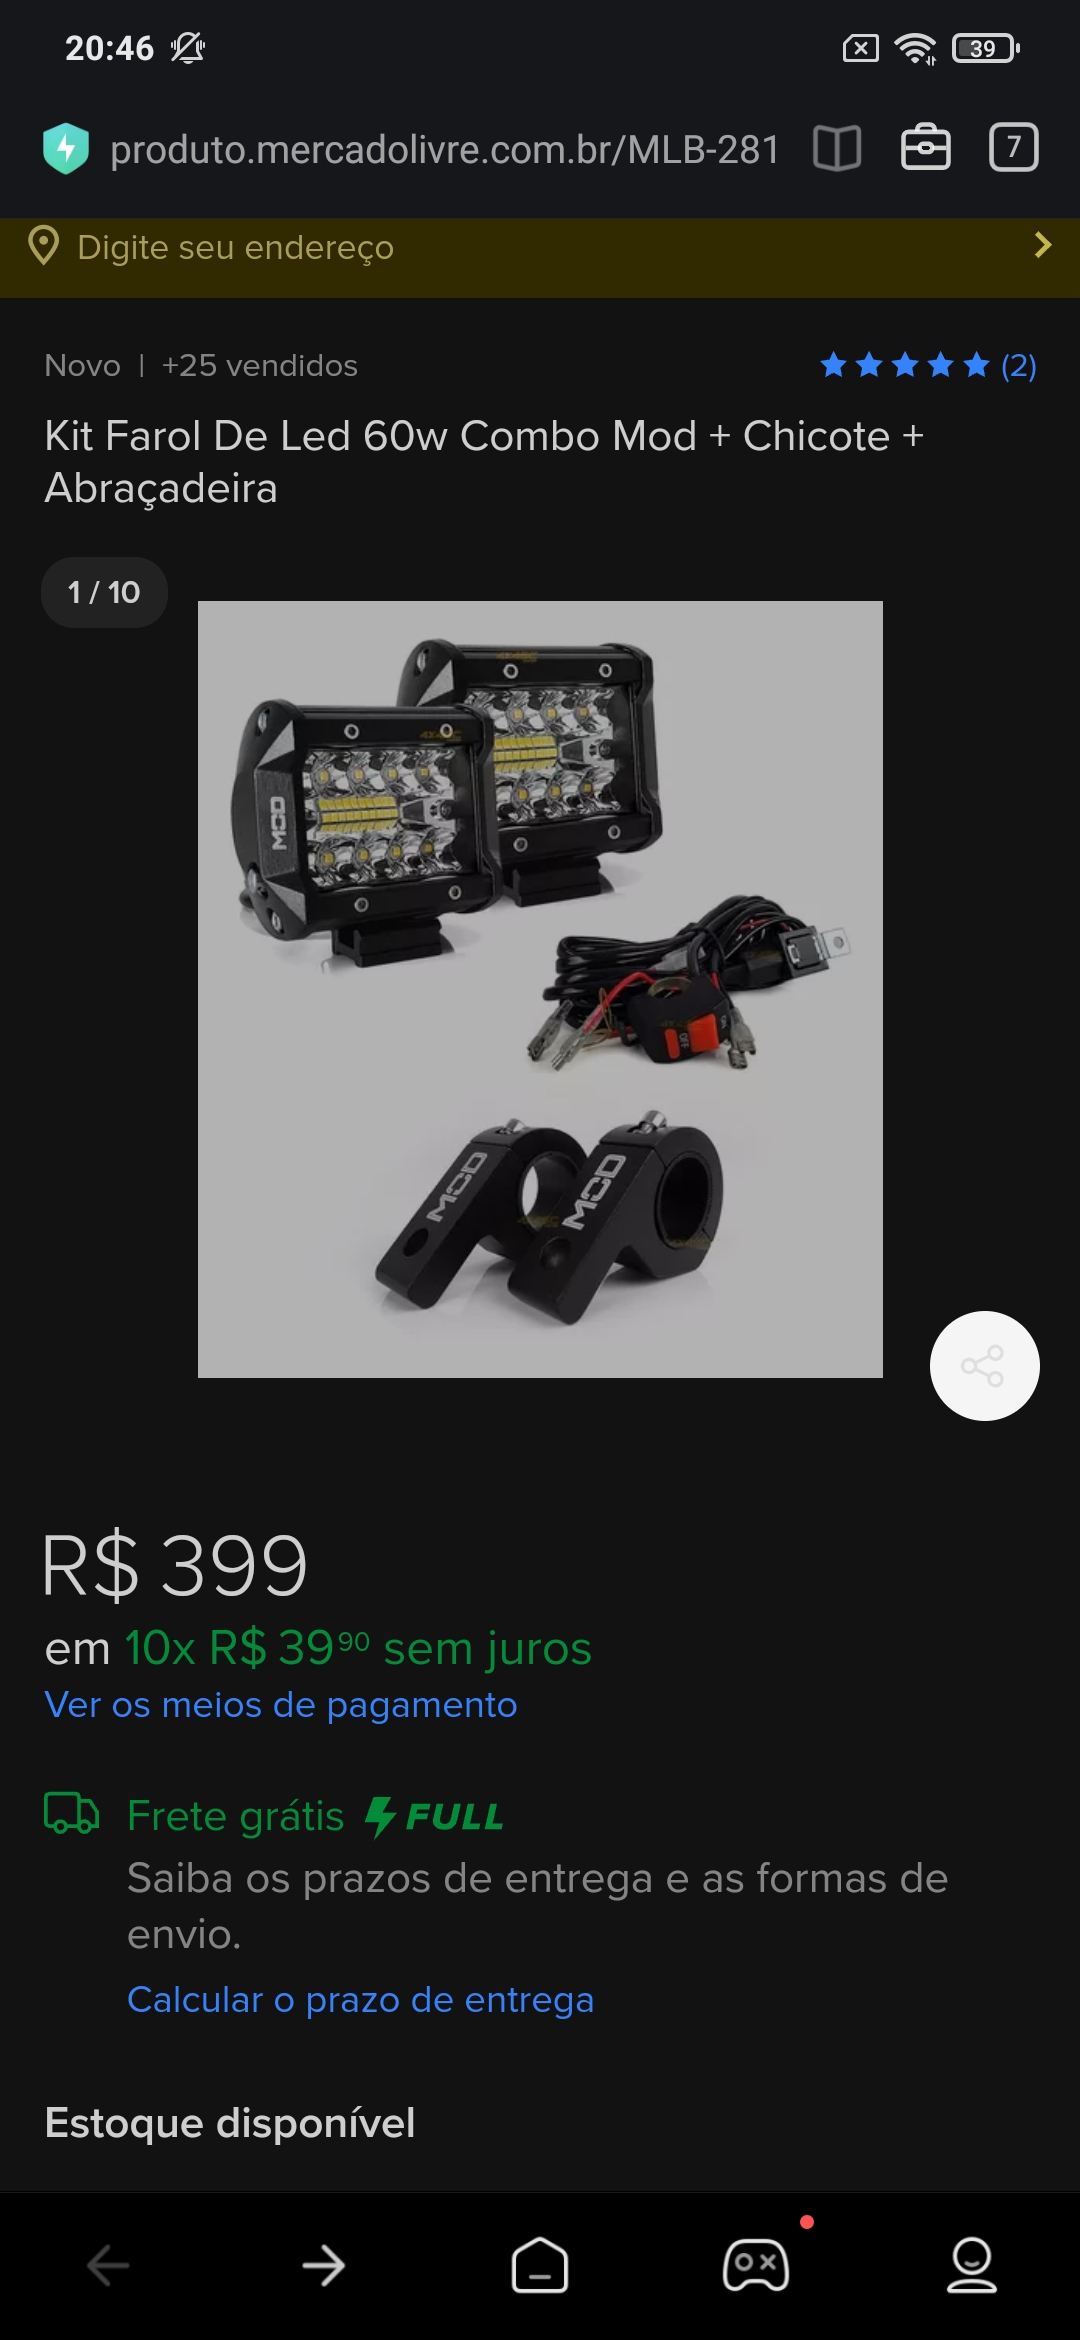 20:46
39
produto.mercadolivre.com.br/MLB-281
7
Digite seu endereço
Novo | +25 vendidos
(2)
Kit Farol De Led 60w Combo Mod + Chicote +
Abraçadeira
1 / 10
MOD
OFF
ON
MOD
MOD
R$ 399
em 10x R$ 39 90 sem juros
Ver os meios de pagamento
Frete grátis FULL
Saiba os prazos de entrega e as formas de
envio.
Calcular o prazo de entrega
Estoque disponível